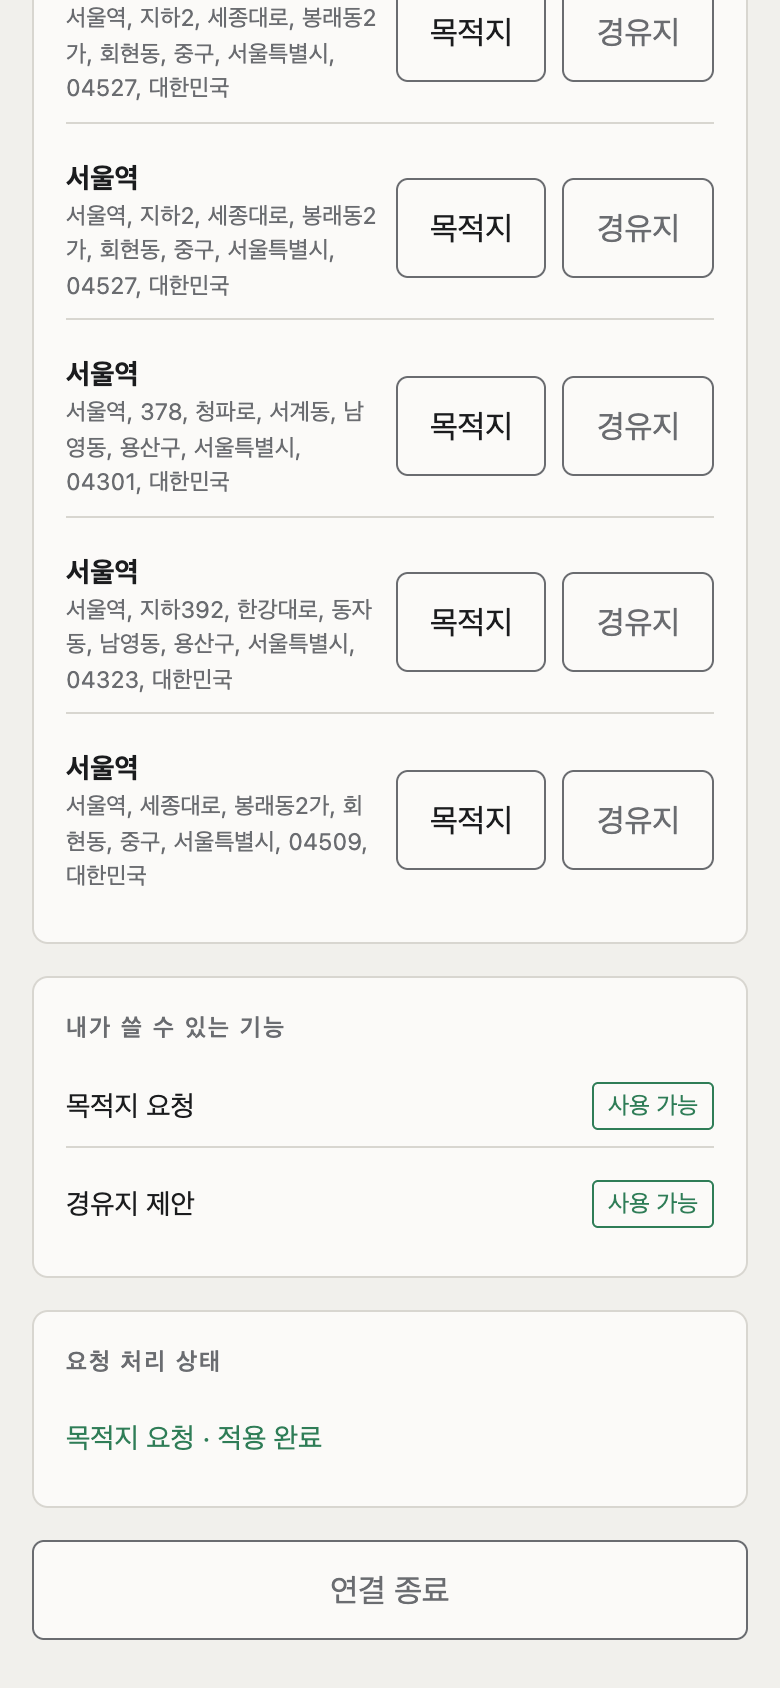 서울역, 지하2, 세종대로, 봉래동2
가, 회현동, 중구, 서울특별시,
04527, 대한민국
목적지
경유지
서울역
서울역, 지하2, 세종대로, 봉래동2
가, 회현동, 중구, 서울특별시,
04527, 대한민국
목적지
경유지
서울역
서울역, 378, 청파로, 서계동, 남
영동, 용산구, 서울특별시,
04301, 대한민국
목적지
경유지
서울역
서울역, 지하392, 한강대로, 동자
동, 남영동, 용산구, 서울특별시,
04323, 대한민국
목적지
경유지
서울역
서울역, 세종대로, 봉래동2가, 회
현동, 중구, 서울특별시, 04509,
대한민국
목적지
경유지
내가 쓸 수 있는 기능
목적지 요청
사용 가능
경유지 제안
사용 가능
요청 처리 상태
목적지 요청 · 적용 완료
연결 종료